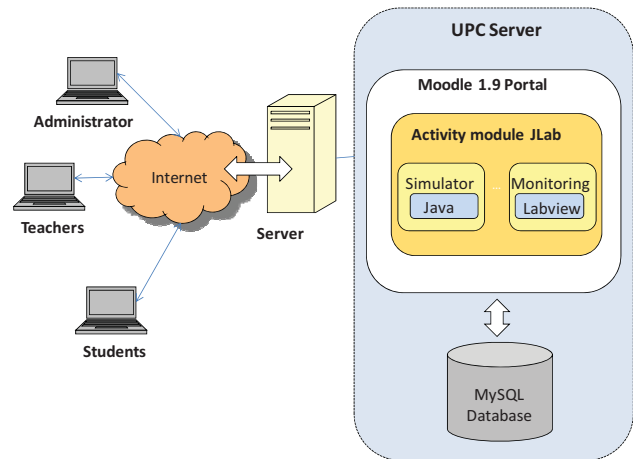 UPC Server
Moodle 1.9 Portal
Activity module JLab
Simulator
Java
...
Monitoring
Labview
MySQL
Database
Administrator
Internet
Teachers
Server
Students